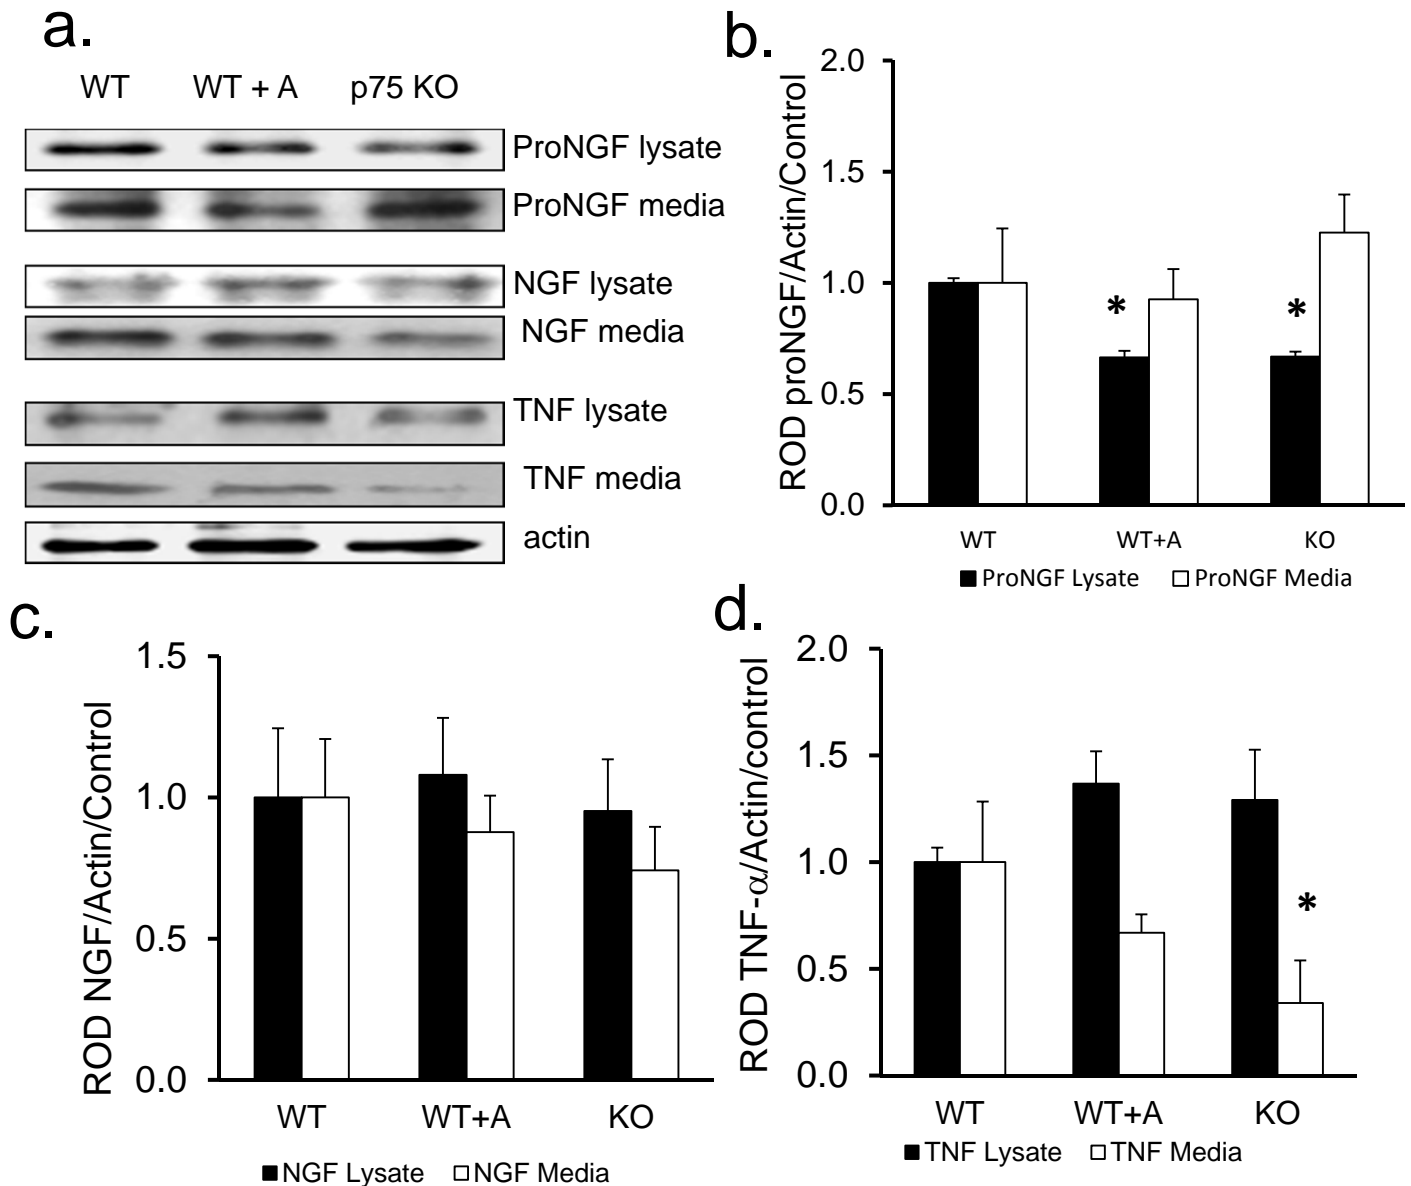 a.
WT WT + A p75 KO
ProNGF lysate
ProNGF media
NGF lysate
NGF media
TNF lysate
TNF media
actin
b.
ROD proNGF/Actin/Control
2.0
1.5
1.0
0.5
0.0
*
*
WT WT+A KO
ProNGF Lysate ProNGF Media
c.
ROD NGF/Actin/Control
1.5
1.0
0.5
0.0
WT WT+A KO
NGF Lysate NGF Media
d.
ROD TNF-α/Actin/control
2.0
1.5
1.0
0.5
0.0
*
WT WT+A KO
TNF Lysate TNF Media